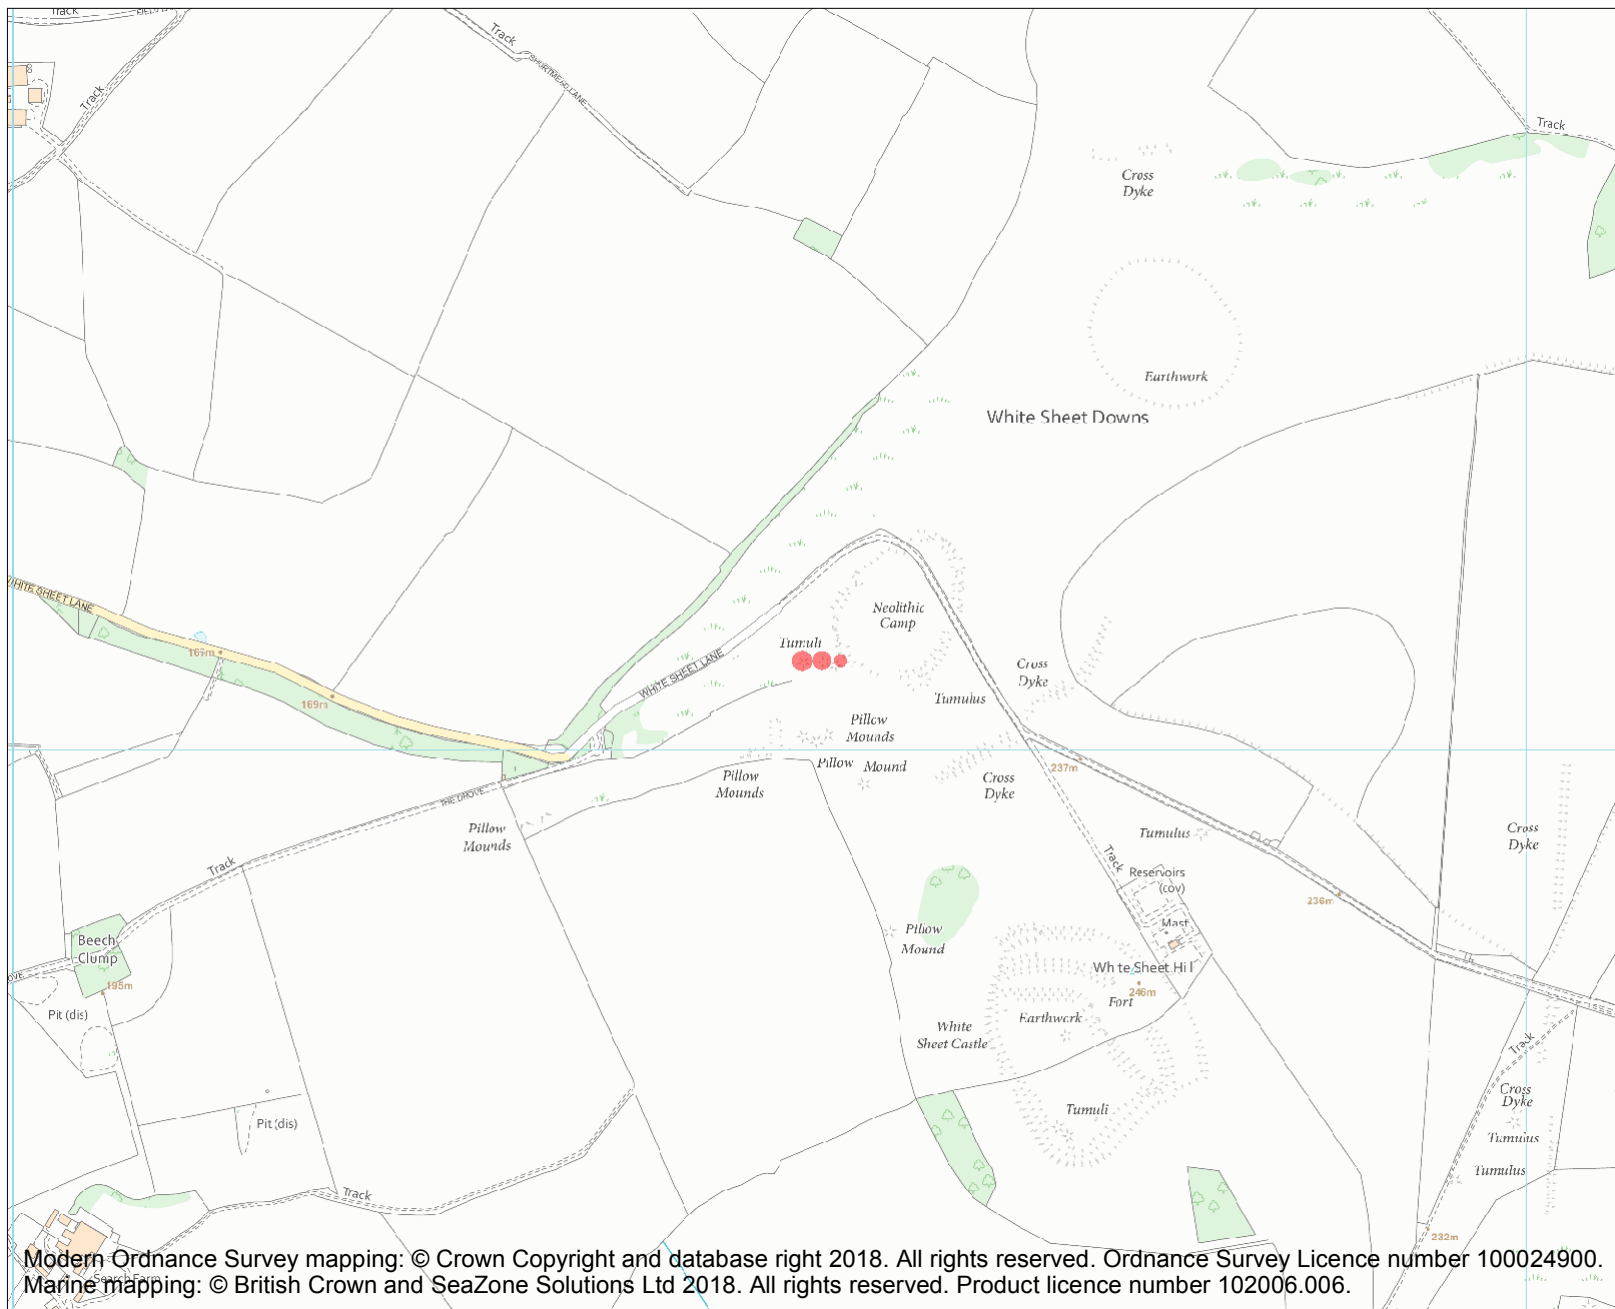 Track
Track
Track
SHORTMEAD LANE
Track
Cross
Dyke
Earthwork
White Sheet Downs
WHITE SHEET LANE
Neolithic
Camp
Tumuli
167m
WHITE SHEET LANE
Cross
Dyke
169m
Tumulus
Pillow
Mounds
Pillow Mound
237m
Pillow
Mounds
Cross
Dyke
THE DROVE
Pillow
Mounds
Tumulus
Cross
Dyke
Track
Track
Reservoirs
(cov)
236m
Mast
Pillow
Mound
Beech
Clump
White Sheet Hill
246m
195m
Fort
Pit (dis)
Earthwork
White
Sheet Castle
Track
Cross
Dyke
Tumuli
Pit (dis)
Tumulus
Tumulus
Track
232m
Search Farm
Modern Ordnance Survey mapping: © Crown Copyright and database right 2018. All rights reserved. Ordnance Survey Licence number 100024900.
Marine mapping: © British Crown and SeaZone Solutions Ltd 2018. All rights reserved. Product licence number 102006.006.